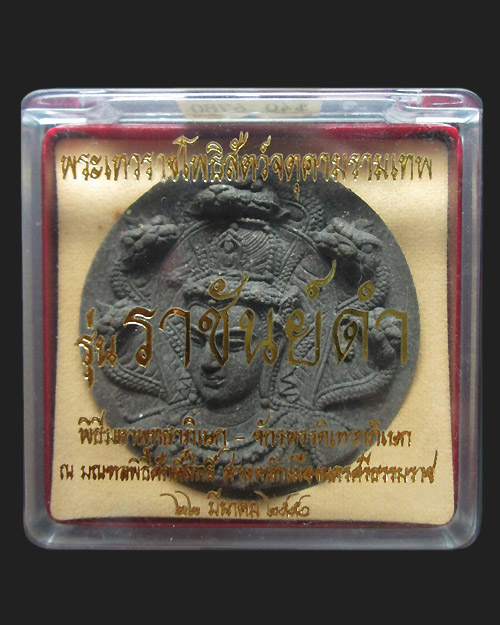 พระเทวราชโพธิสัตว์จตุคามรามเทพ
รุ่น ราชันย์ดำ
พิธีมหาพุทธาภิเษก - จักรพรรดิเทวาภิเษก
ณ มณฑลพิธีศักดิ์สิทธิ์ ศาลหลักเมืองนครศรีธรรมราช
๒๒ มีนาคม ๒๕๕๐